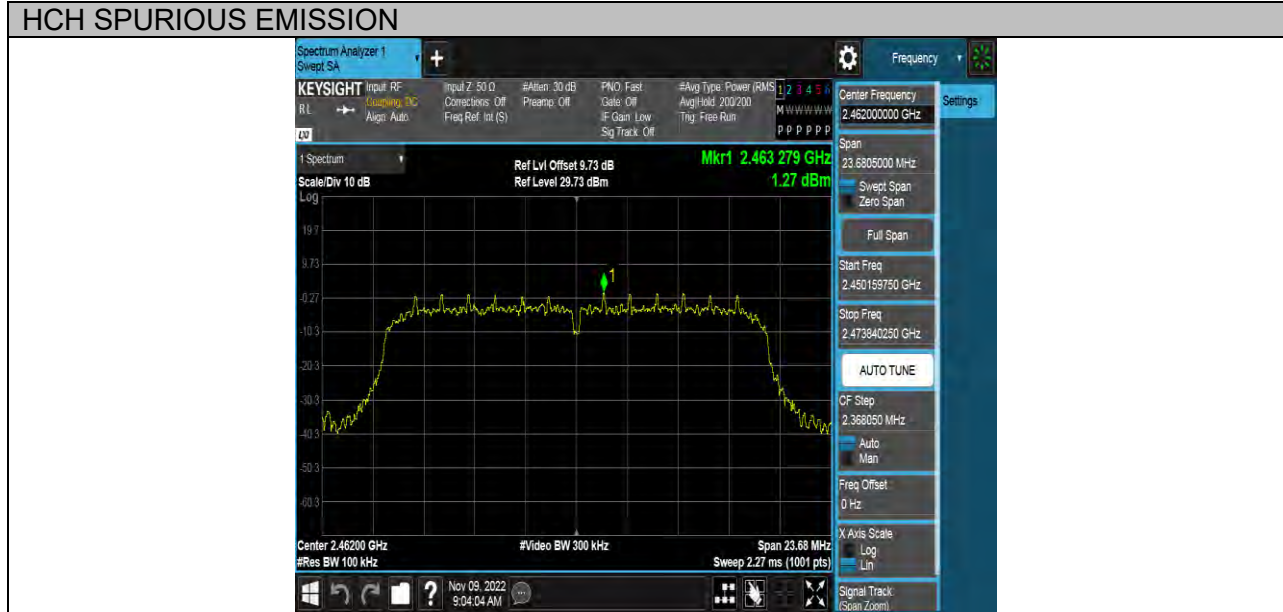 HCH SPURIOUS EMISSION
Spectrum Analyzer 1
Swept SA
+
Frequency
KEYSIGHT
RL
LXI
Input: RF
Coupling: DC
Align: Auto
Input Z: 50 Ω
Corrections: Off
Freq Ref: Int (S)
#Atten: 30 dB
Preamp: Off
PNO: Fast
Gate: Off
IF Gain: Low
Sig Track: Off
#Avg Type: Power (RMS
Avg|Hold: 200/200
Trig: Free Run
1 2 3 4 5 6
M W W W W W
P P P P P P
Center Frequency
2.462000000 GHz
Settings
Span
23.6805000 MHz
Swept Span
Zero Span
Full Span
Start Freq
2.450159750 GHz
Stop Freq
2.473840250 GHz
AUTO TUNE
CF Step
2.368050 MHz
Auto
Man
Freq Offset
0 Hz
X Axis Scale
Log
Lin
Signal Track
(Span Zoom)
1 Spectrum
Scale/Div 10 dB
Log
Ref Lvl Offset 9.73 dB
Ref Level 29.73 dBm
Mkr1 2.463 279 GHz
1.27 dBm
19.7
9.73
-0.27
-10.3
-20.3
-30.3
-40.3
-50.3
-60.3
1
Center 2.46200 GHz
#Res BW 100 kHz
#Video BW 300 kHz
Span 23.68 MHz
Sweep 2.27 ms (1001 pts)
?
Nov 09, 2022
9:04:04 AM